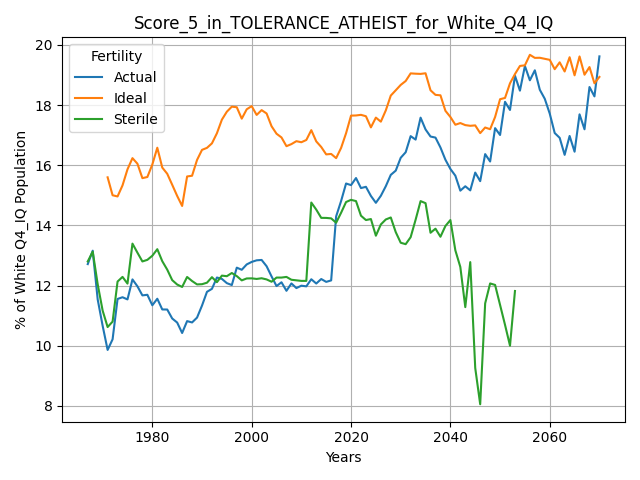 Score_5_in_TOLERANCE_ATHEIST_for_White_Q4_IQ
Fertility
Actual
Ideal
Sterile
% of White Q4_IQ Population
20
18
16
14
12
10
8
1980 2000 2020 2040 2060
Years